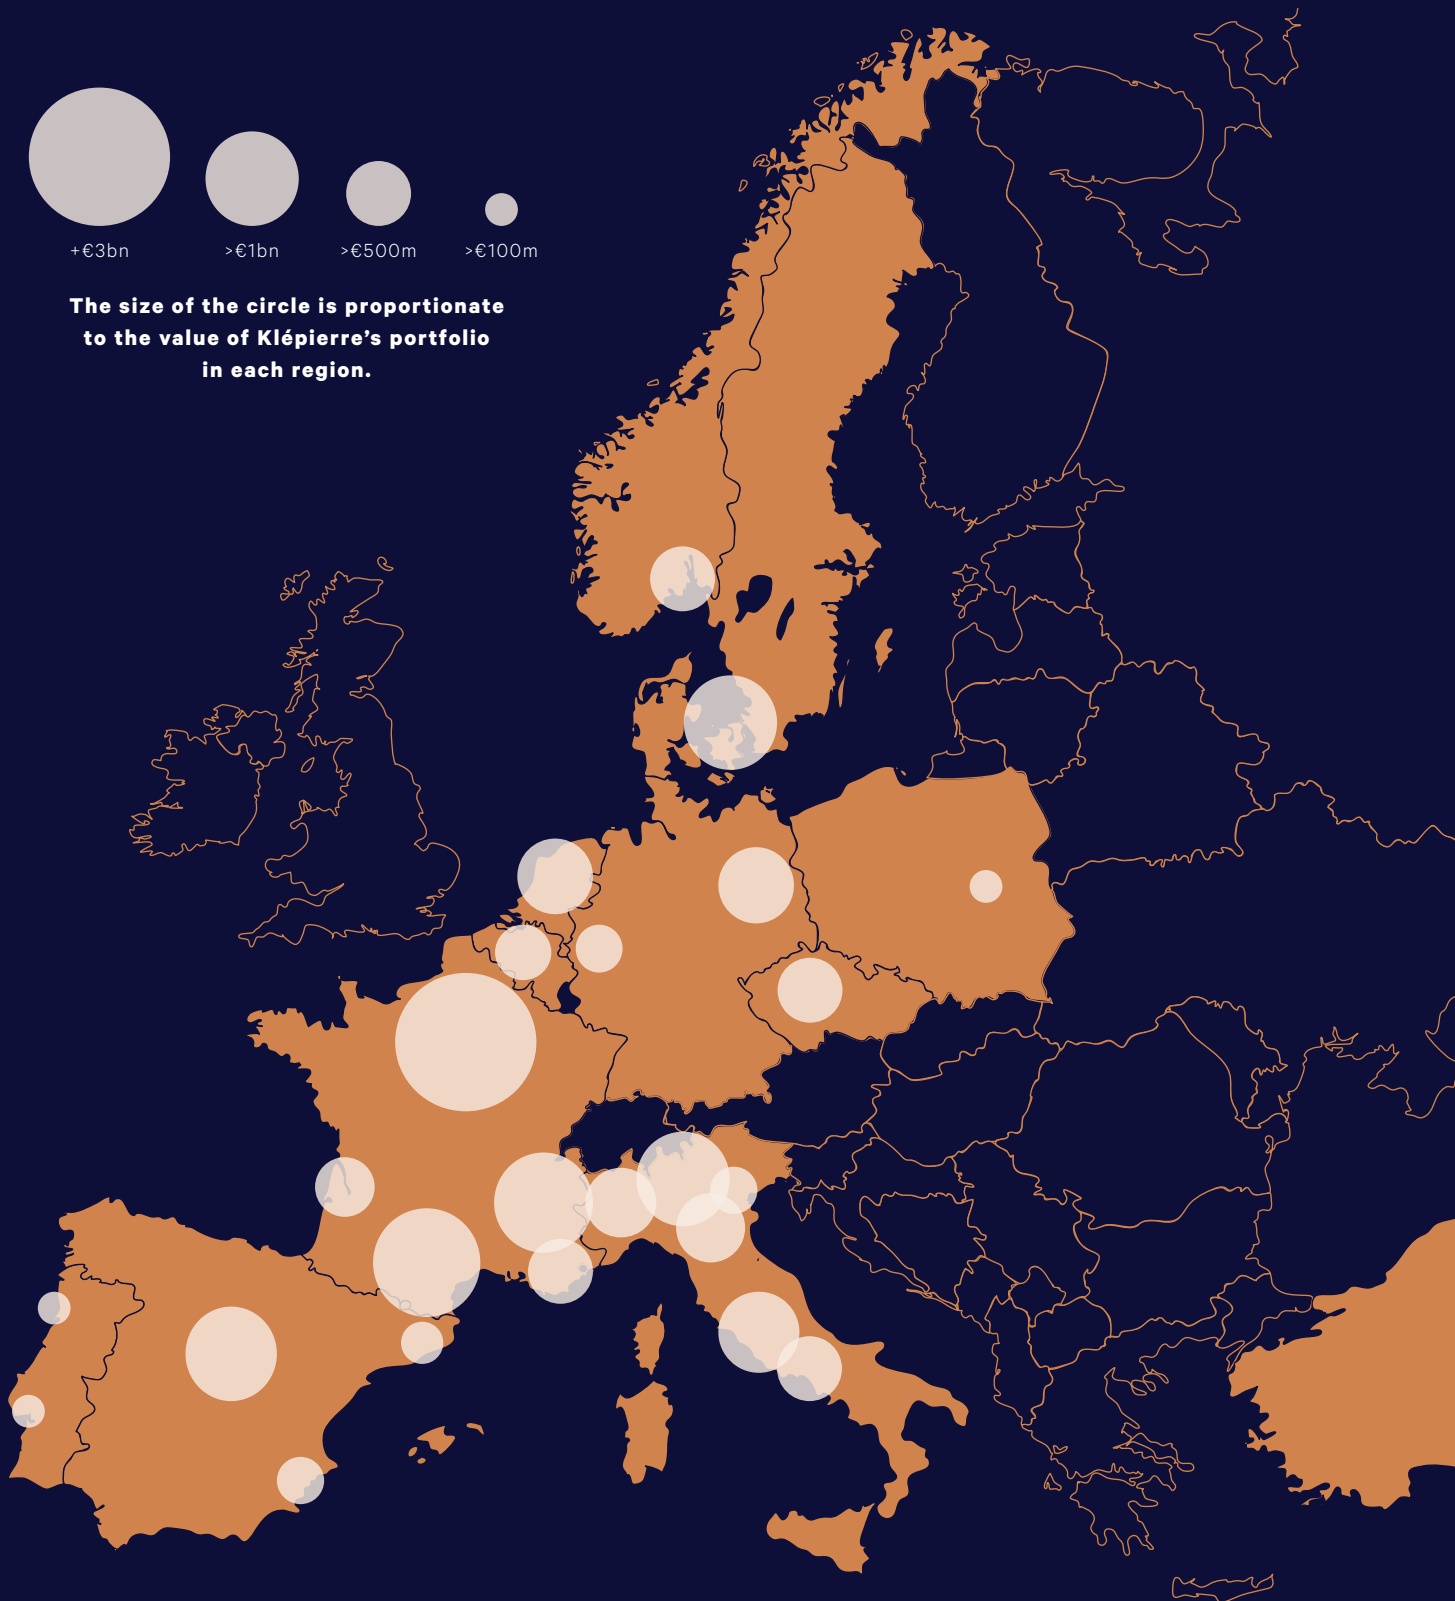 +€3bn
>€1bn
>€500m
>€100m
The size of the circle is proportionate
to the value of Klépierre’s portfolio
in each region.